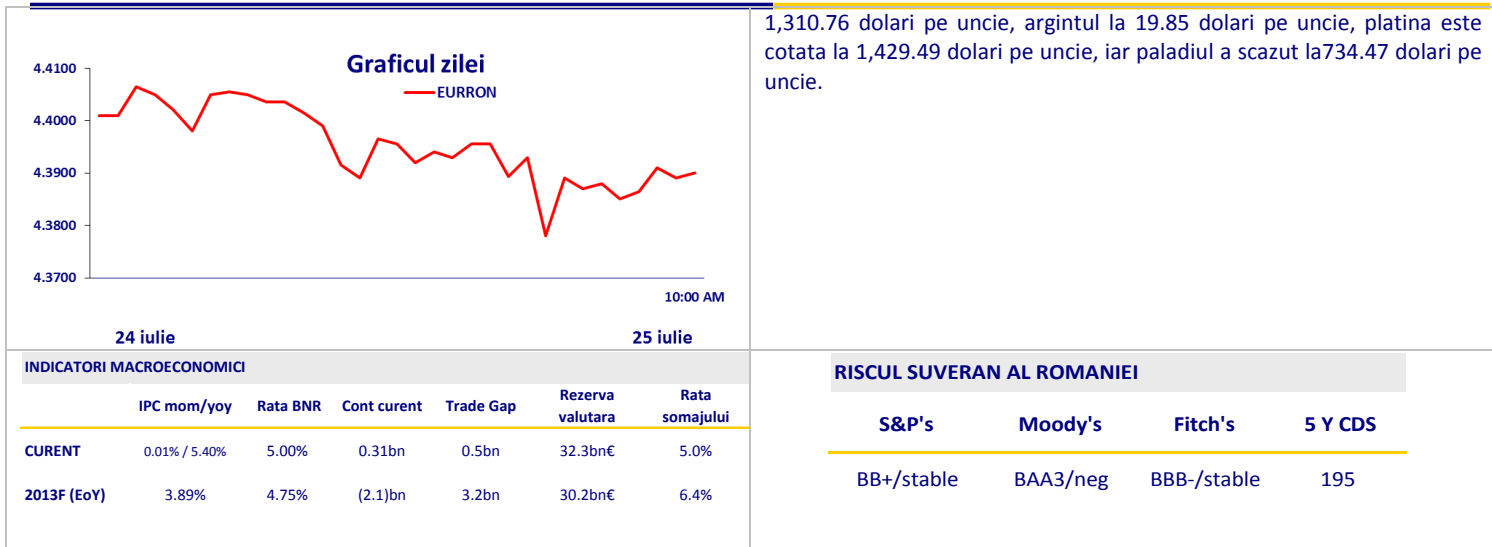 1,310.76 dolari pe uncie, argintul la 19.85 dolari pe uncie, platina este
cotata la 1,429.49 dolari pe uncie, iar paladiul a scazut la734.47 dolari pe
uncie.
Graficul zilei
EURRON
4.4100
4.4000
4.3900
4.3800
4.3700
10:00 AM
24 iulie 25 iulie
INDICATORI MACROECONOMICI
IPC mom/yoy Rata BNR Cont curent Trade Gap Rezerva valutara Rata somajului
CURENT 0.01% / 5.40% 5.00% 0.31bn 0.5bn 32.3bn€ 5.0%
2013F (EoY) 3.89% 4.75% (2.1)bn 3.2bn 30.2bn€ 6.4%
RISCUL SUVERAN AL ROMANIEI
S&P's Moody's Fitch's 5 Y CDS
BB+/stable BAA3/neg BBB-/stable 195